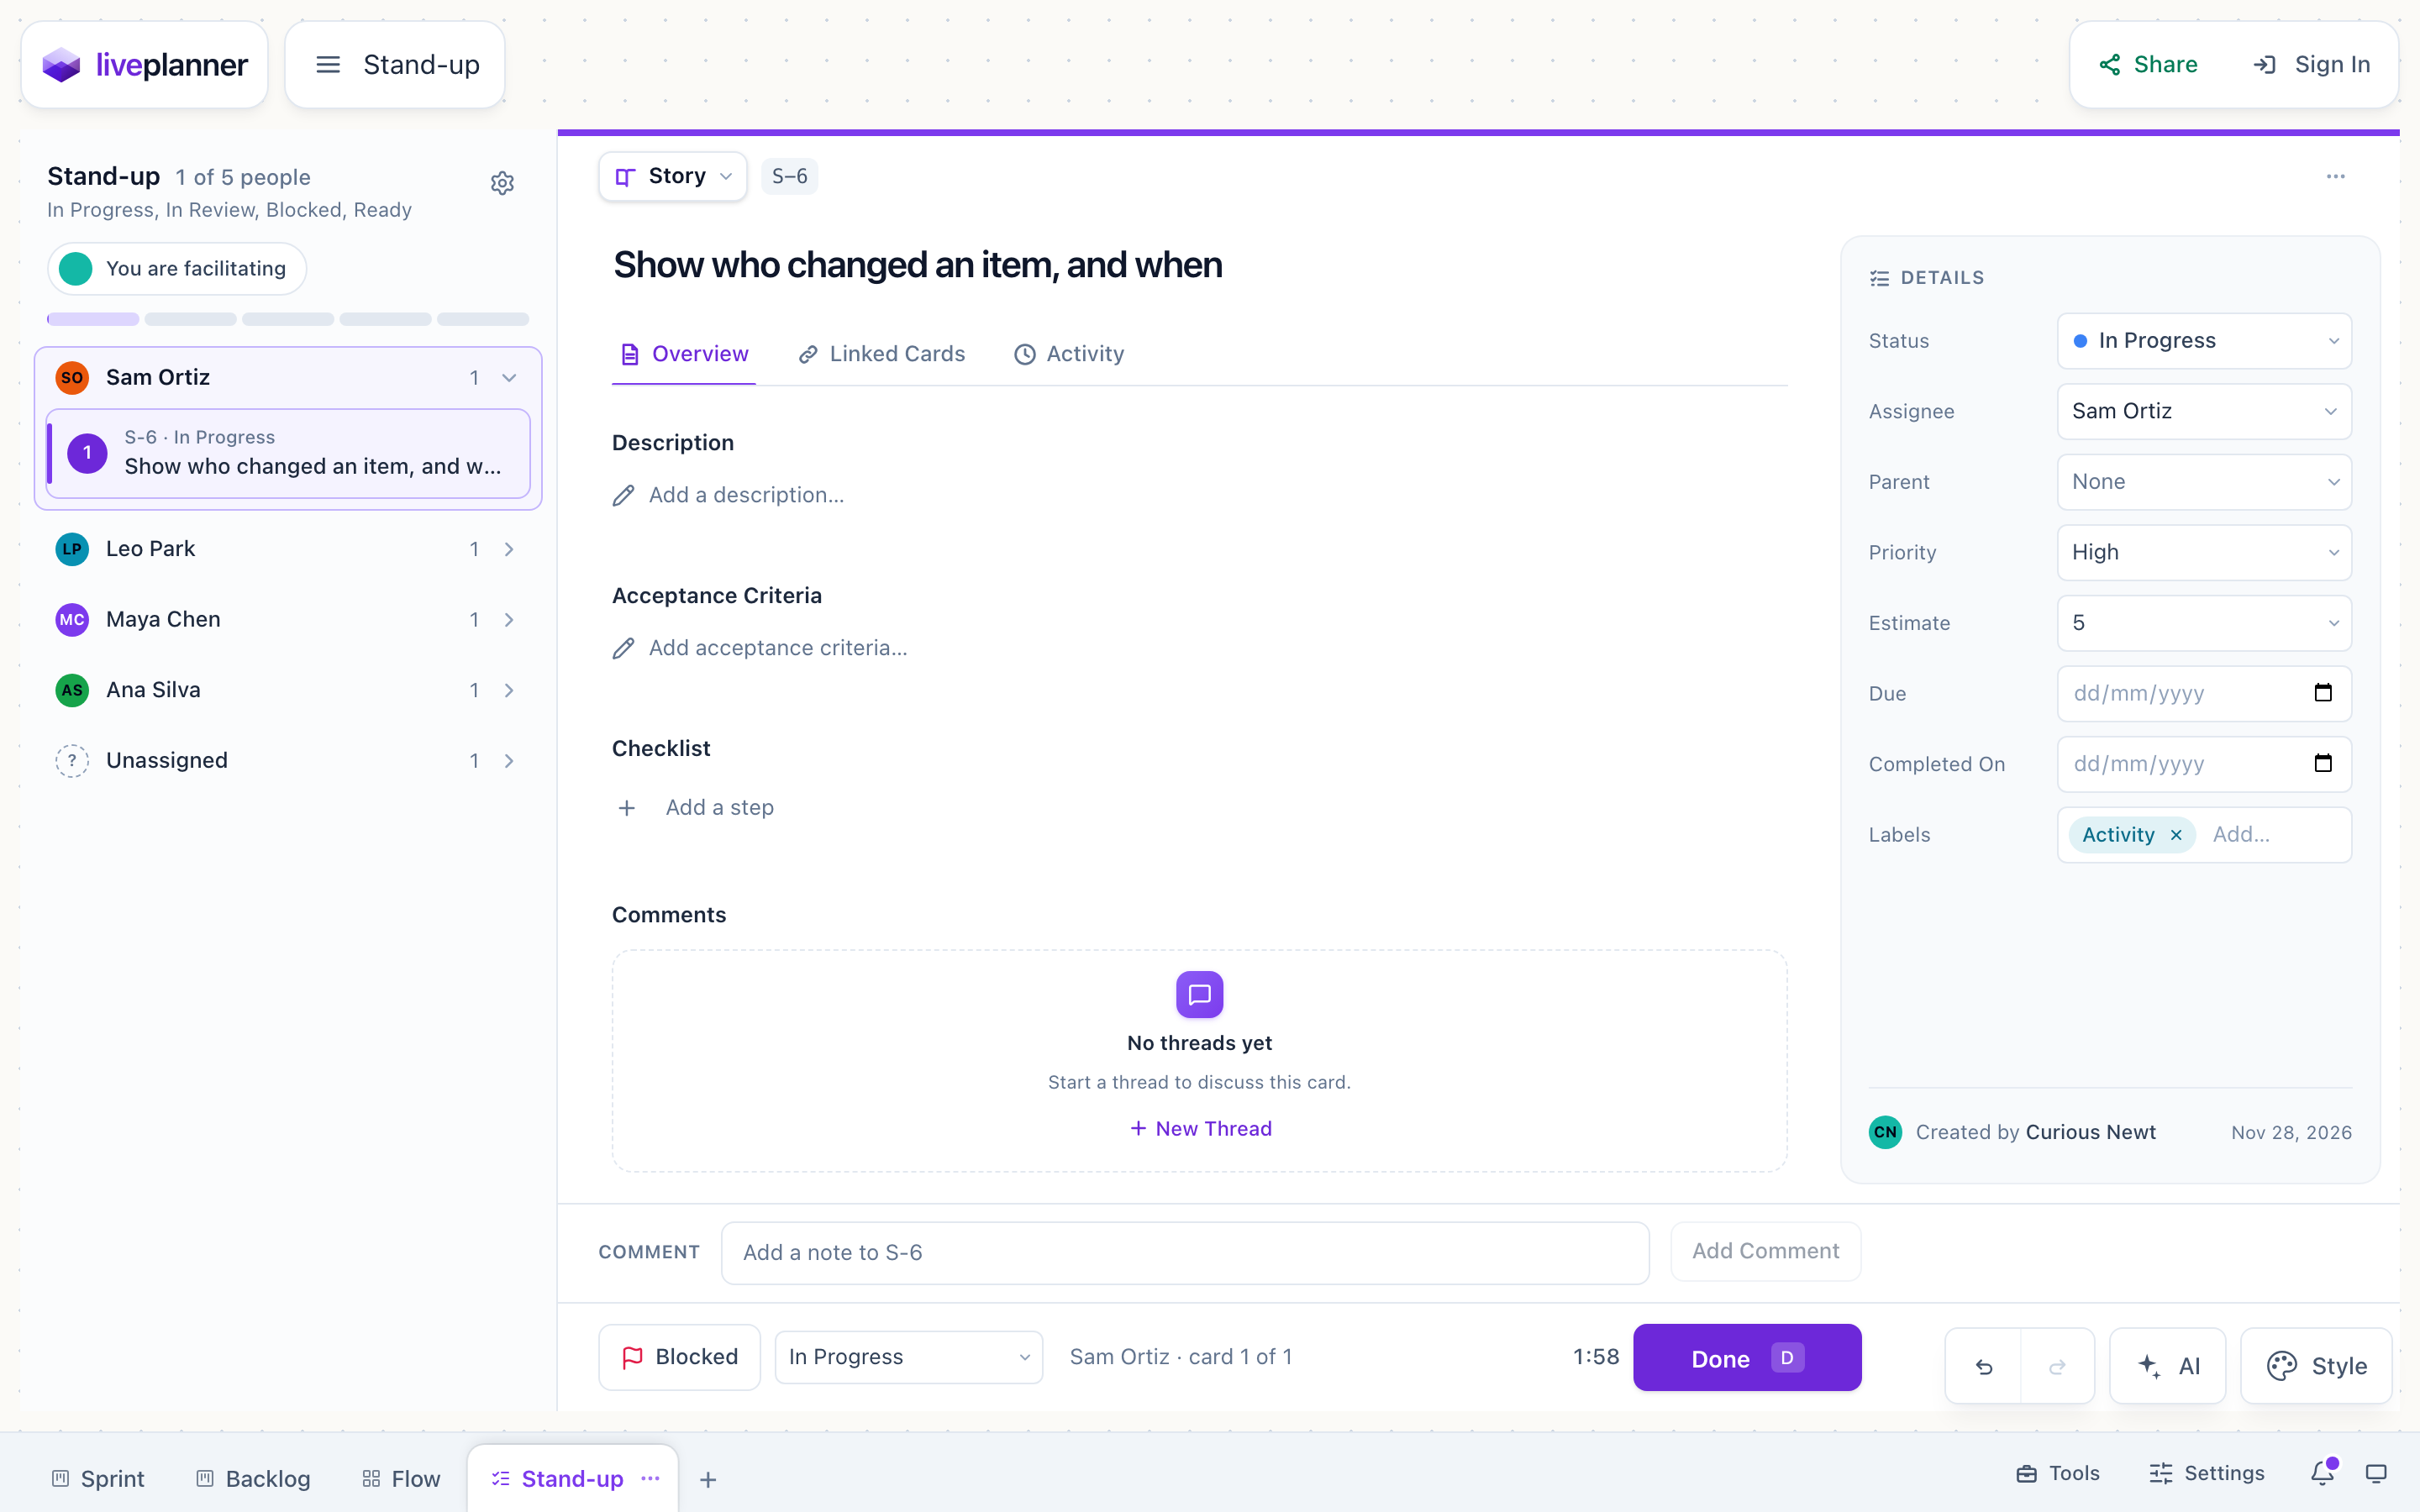 liveplanner
Stand-up
Share
Sign In
Stand-up 1 of 5 people
In Progress, In Review, Blocked, Ready
You are facilitating
SO Sam Ortiz 1
1 S-6 · In Progress
Show who changed an item, and w...
LP Leo Park 1
MC Maya Chen 1
AS Ana Silva 1
? Unassigned 1
Story S–6
Show who changed an item, and when
Overview Linked Cards Activity
Description
Add a description...
Acceptance Criteria
Add acceptance criteria...
Checklist
Add a step
Comments
No threads yet
Start a thread to discuss this card.
New Thread
DETAILS
Status In Progress
Assignee Sam Ortiz
Parent None
Priority High
Estimate 5
Due dd/mm/yyyy
Completed On dd/mm/yyyy
Labels Activity × Add...
CN Created by Curious Newt Nov 28, 2026
COMMENT Add a note to S-6 Add Comment
Blocked In Progress Sam Ortiz · card 1 of 1 1:58 Done D
AI Style
Sprint Backlog Flow Stand-up
Tools Settings